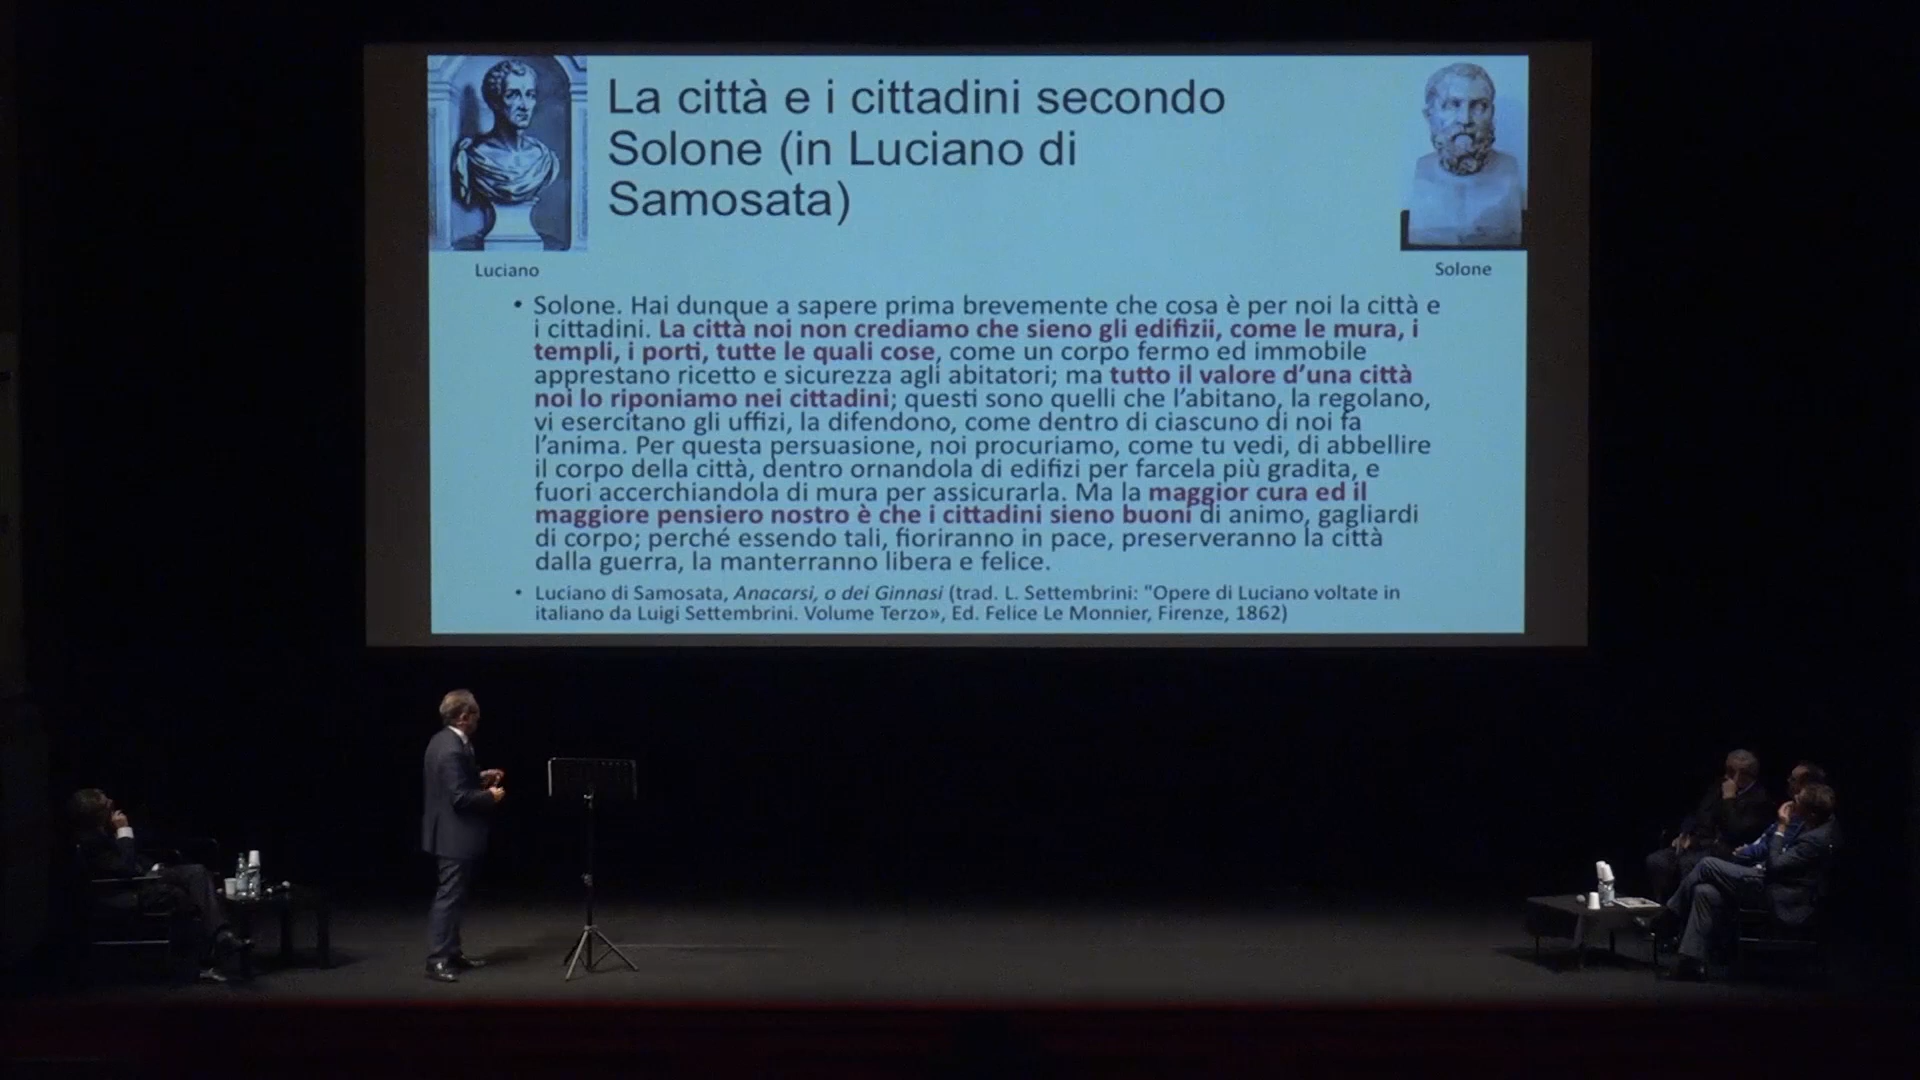 La città e i cittadini secondo
Solone (in Luciano di
Samosata)
Luciano
Solone
• Solone. Hai dunque a sapere prima brevemente che cosa è per noi la città e
i cittadini. La città noi non crediamo che sieno gli edifizii, come le mura, i
templi, i porti, tutte le quali cose, come un corpo fermo ed immobile
apprestano ricetto e sicurezza agli abitatori; ma tutto il valore d’una città
noi lo riponiamo nei cittadini; questi sono quelli che l’abitano, la regolano,
vi esercitano gli uffizi, la difendono, come dentro di ciascuno di noi fa
l’anima. Per questa persuasione, noi procuriamo, come tu vedi, di abbellire
il corpo della città, dentro ornandola di edifizi per farcela più gradita, e
fuori accerchiandola di mura per assicurarla. Ma la maggior cura ed il
maggiore pensiero nostro è che i cittadini sieno buoni di animo, gagliardi
di corpo; perché essendo tali, fioriranno in pace, preserveranno la città
dalla guerra, la manterranno libera e felice.
• Luciano di Samosata, Anacarsi, o dei Ginnasi (trad. L. Settembrini: “Opere di Luciano voltate in
italiano da Luigi Settembrini. Volume Terzo», Ed. Felice Le Monnier, Firenze, 1862)